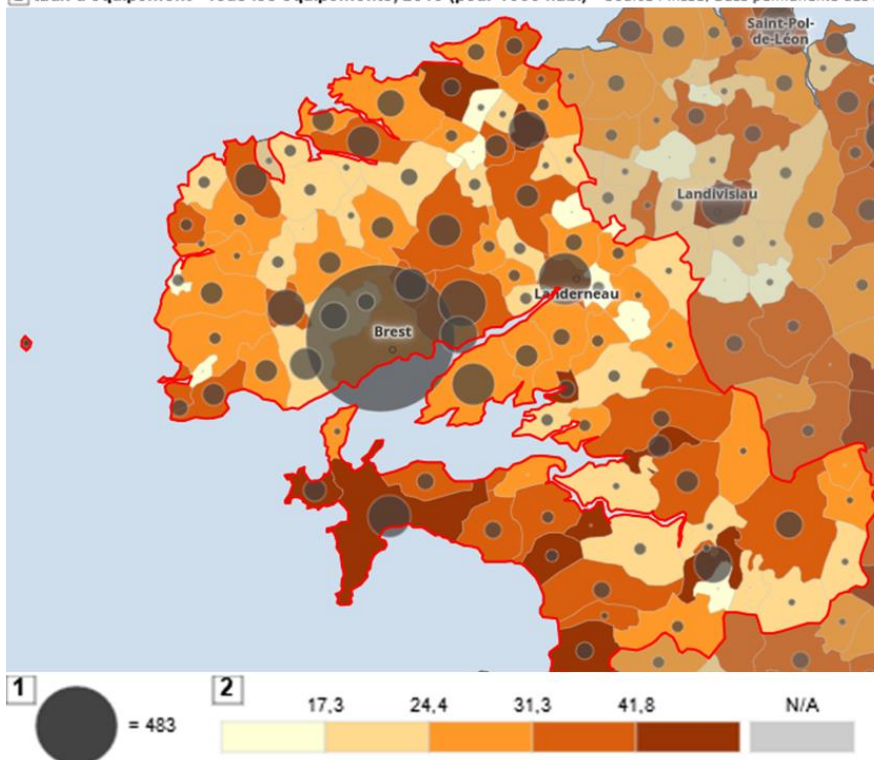 Saint-Pol-
de-Léon
Landivisiau
Landerneau
Brest
1
= 483
2
17,3
24,4
31,3
41,8
N/A